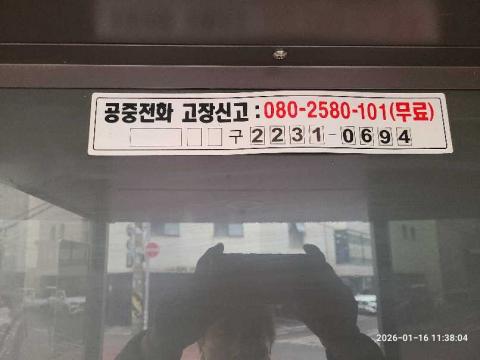 공중전화 고장신고 : 080-2580-101(무료)
구 2231-0694
2026-01-16 11:38:04